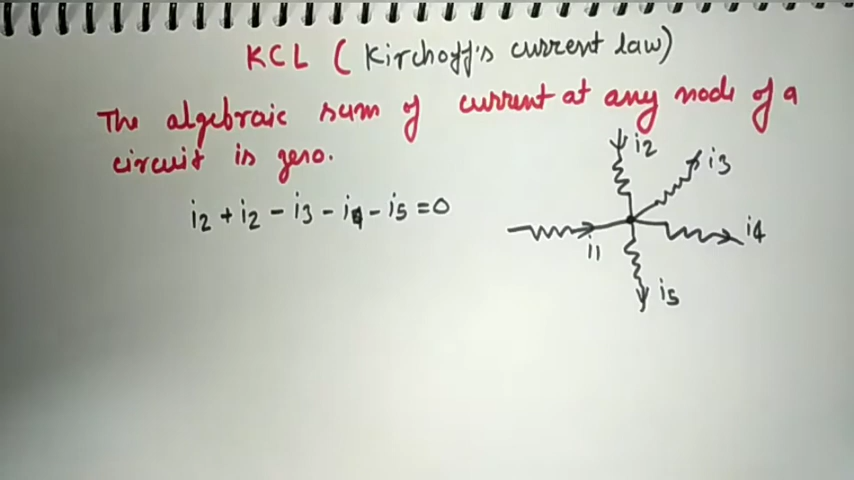 KCL ( Kirchoff's current law)
The algebraic sum of current at any node of a
circuit is zero.
i2 + i2 - i3 - i4 - i5 = 0
i2
i3
i1
i4
i5